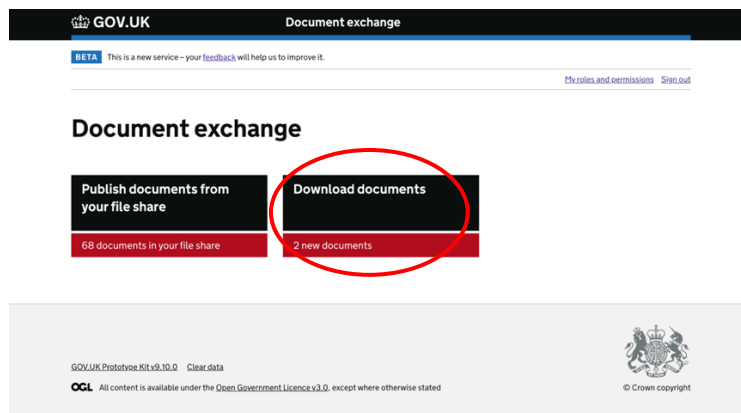 GOV.UK Document exchange
BETA This is a new service – your feedback will help us to improve it.
My roles and permissions Sign out
Document exchange
Publish documents from
your file share
68 documents in your file share
Download documents
2 new documents
GOV.UK Prototype Kit v9.10.0 Clear data
OGL All content is available under the Open Government Licence v3.0, except where otherwise stated
© Crown copyright